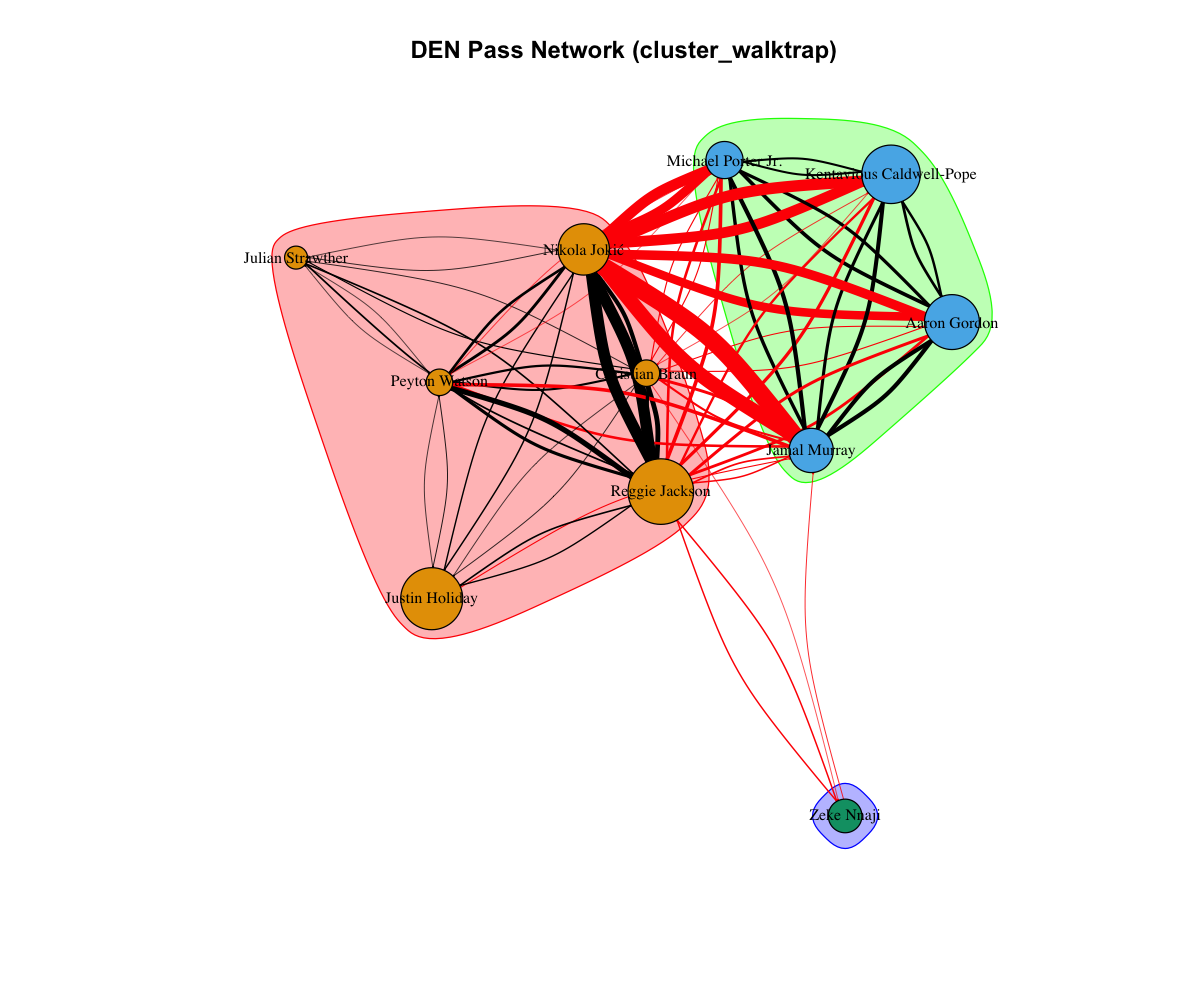 DEN Pass Network (cluster_walktrap)
Michael Porter Jr.
Kentavious Caldwell-Pope
Nikola Jokić
Julian Strawther
Aaron Gordon
Christian Braun
Peyton Watson
Jamal Murray
Reggie Jackson
Justin Holiday
Zeke Nnaji